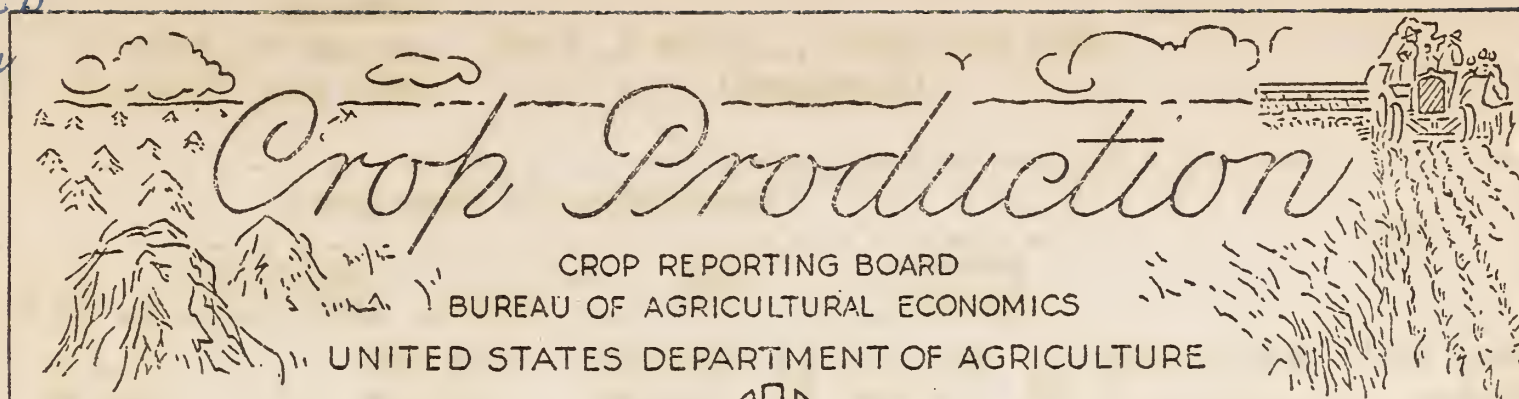 Crop Production
CROP REPORTING BOARD
BUREAU OF AGRICULTURAL ECONOMICS
UNITED STATES DEPARTMENT OF AGRICULTURE